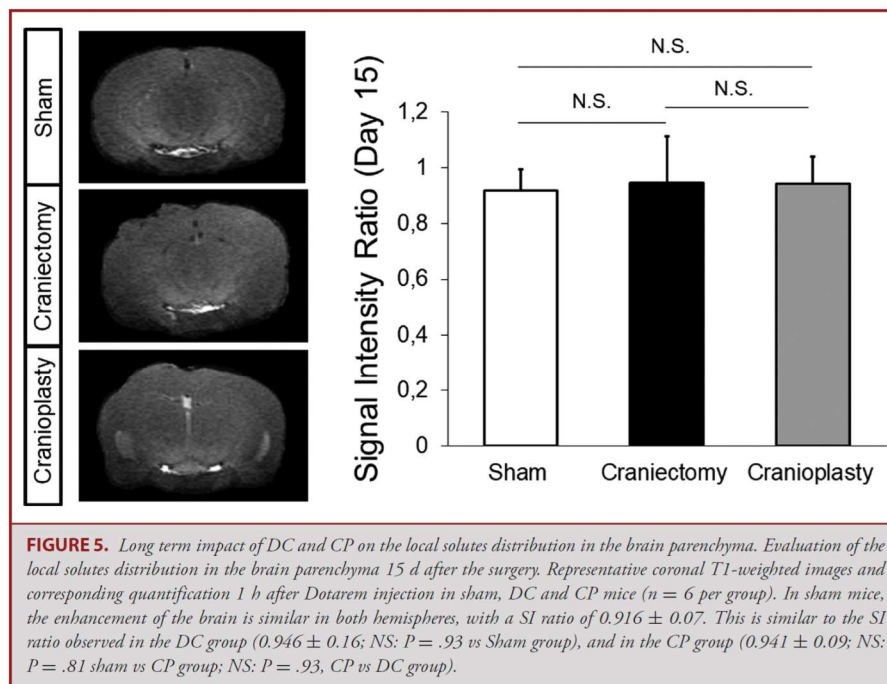 Sham
Craniectomy
Cranioplasty
Signal Intensity Ratio (Day 15)
N.S.
N.S.
N.S.
1,2
1
0,8
0,6
0,4
0,2
0
Sham
Craniectomy
Cranioplasty
FIGURE 5. Long term impact of DC and CP on the local solutes distribution in the brain parenchyma. Evaluation of the
local solutes distribution in the brain parenchyma 15 d after the surgery. Representative coronal T1-weighted images and
corresponding quantification 1 h after Dotarem injection in sham, DC and CP mice (n = 6 per group). In sham mice,
the enhancement of the brain is similar in both hemispheres, with a SI ratio of 0.916 ± 0.07. This is similar to the SI
ratio observed in the DC group (0.946 ± 0.16; NS: P = .93 vs Sham group), and in the CP group (0.941 ± 0.09; NS:
P = .81 sham vs CP group; NS: P = .93, CP vs DC group).